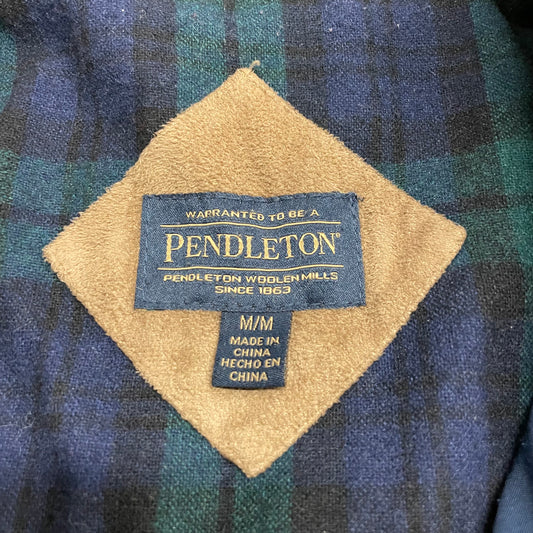 WARRANTED TO BE A
PENDLETON®
PENDLETON WOOLEN MILLS
SINCE 1863
M/M
MADE IN
CHINA
HECHO EN
CHINA